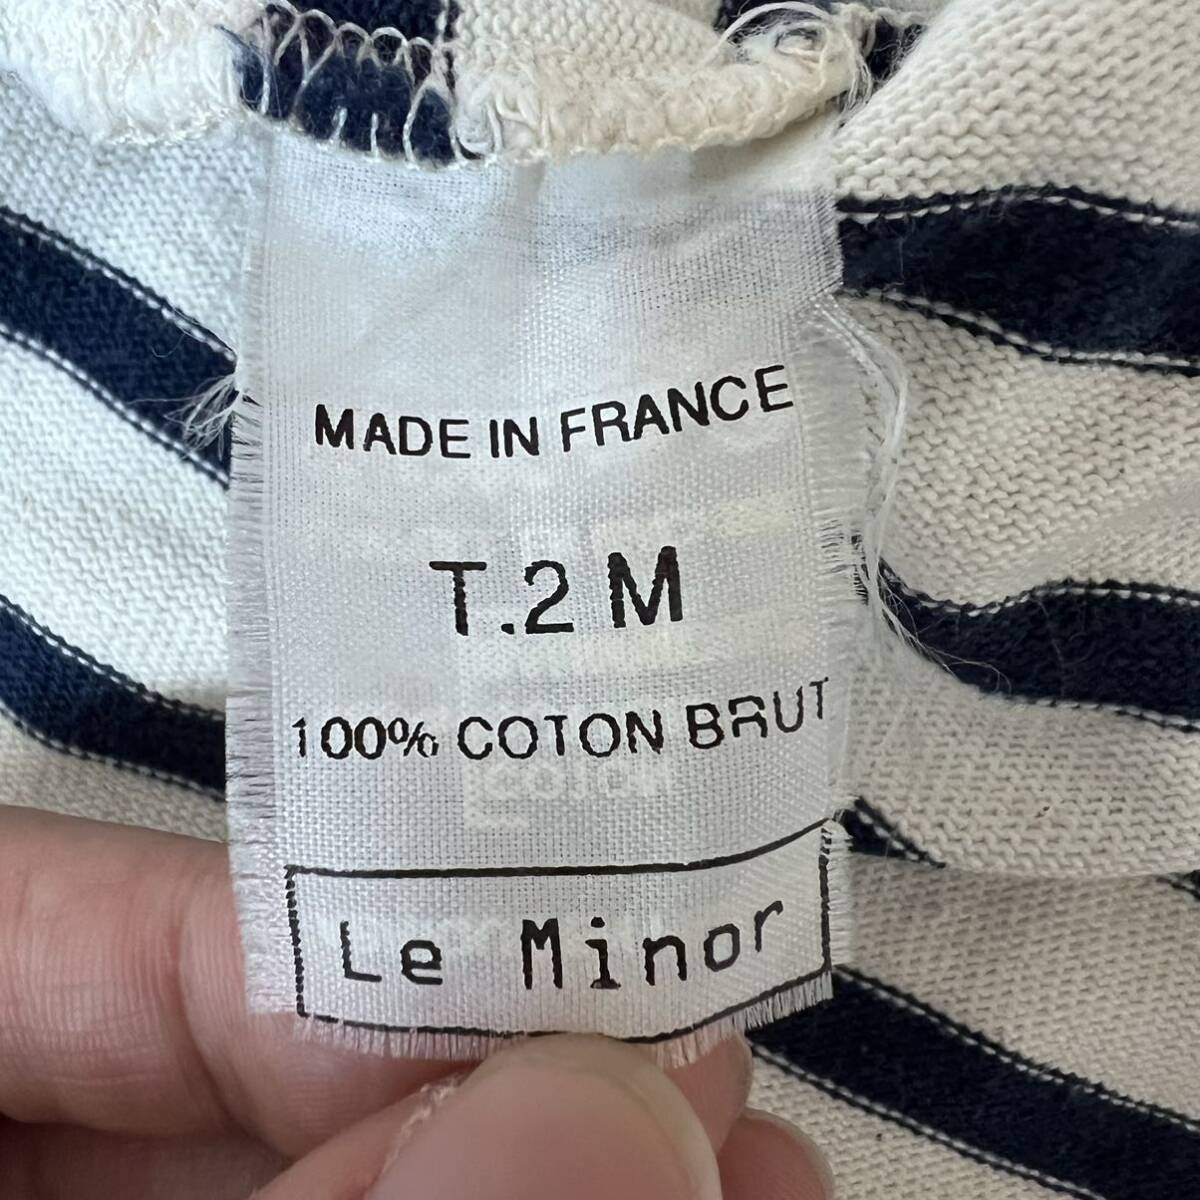 MADE IN FRANCE
T.2 M
100% COTON BRUT
Le Minor